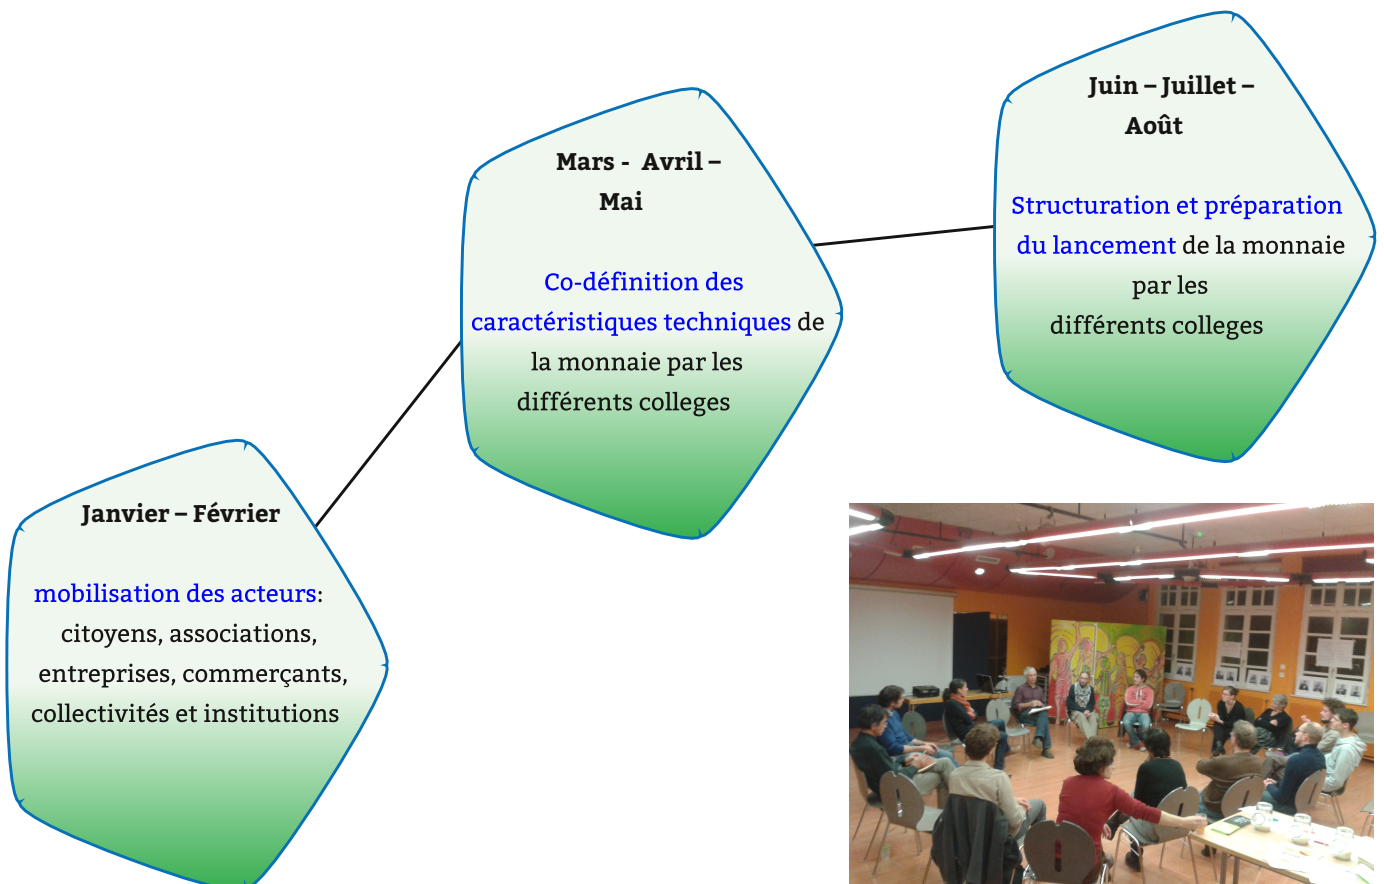 Janvier – Février
mobilisation des acteurs:
citoyens, associations,
entreprises, commerçants,
collectivités et institutions
Mars - Avril –
Mai
Co-définition des
caractéristiques techniques de
la monnaie par les
différents colleges
Juin – Juillet –
Août
Structuration et préparation
du lancement de la monnaie
par les
différents colleges